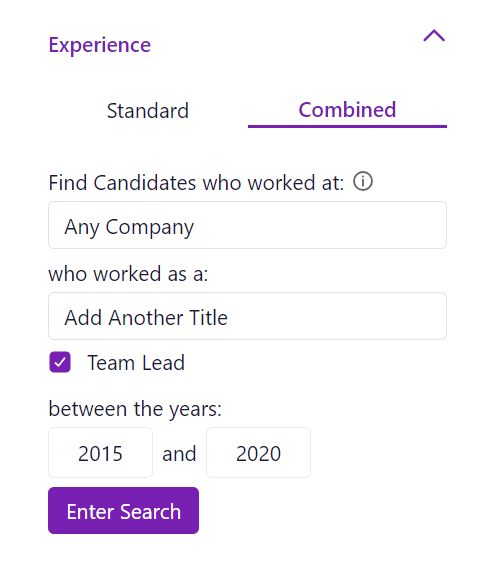 Experience
Standard Combined
Find Candidates who worked at:
Any Company
who worked as a:
Add Another Title
Team Lead
between the years:
2015 and 2020
Enter Search